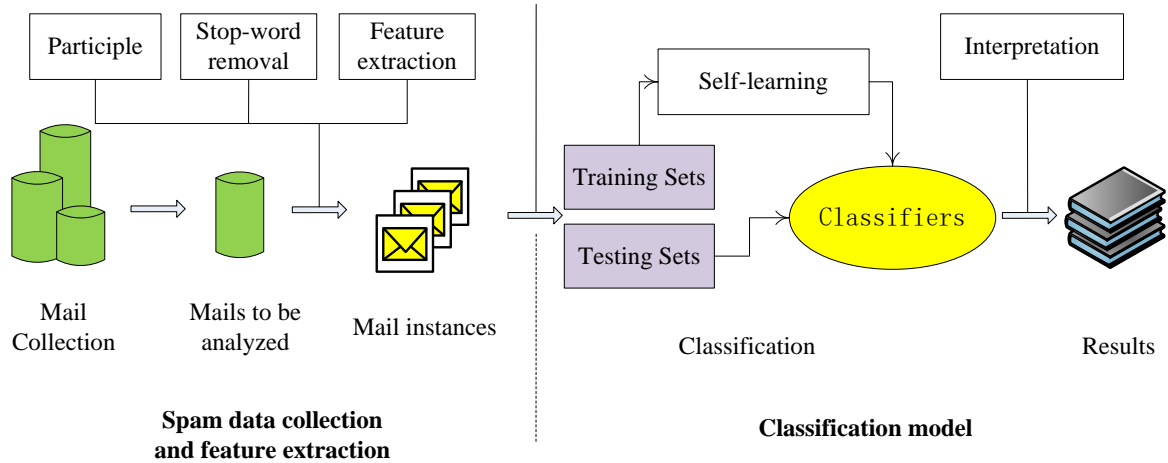 Participle
Stop-word
removal
Feature
extraction
Interpretation
Self-learning
Training Sets
Testing Sets
Classifiers
Mail
Collection
Mails to be
analyzed
Mail instances
Classification
Results
Spam data collection
and feature extraction
Classification model